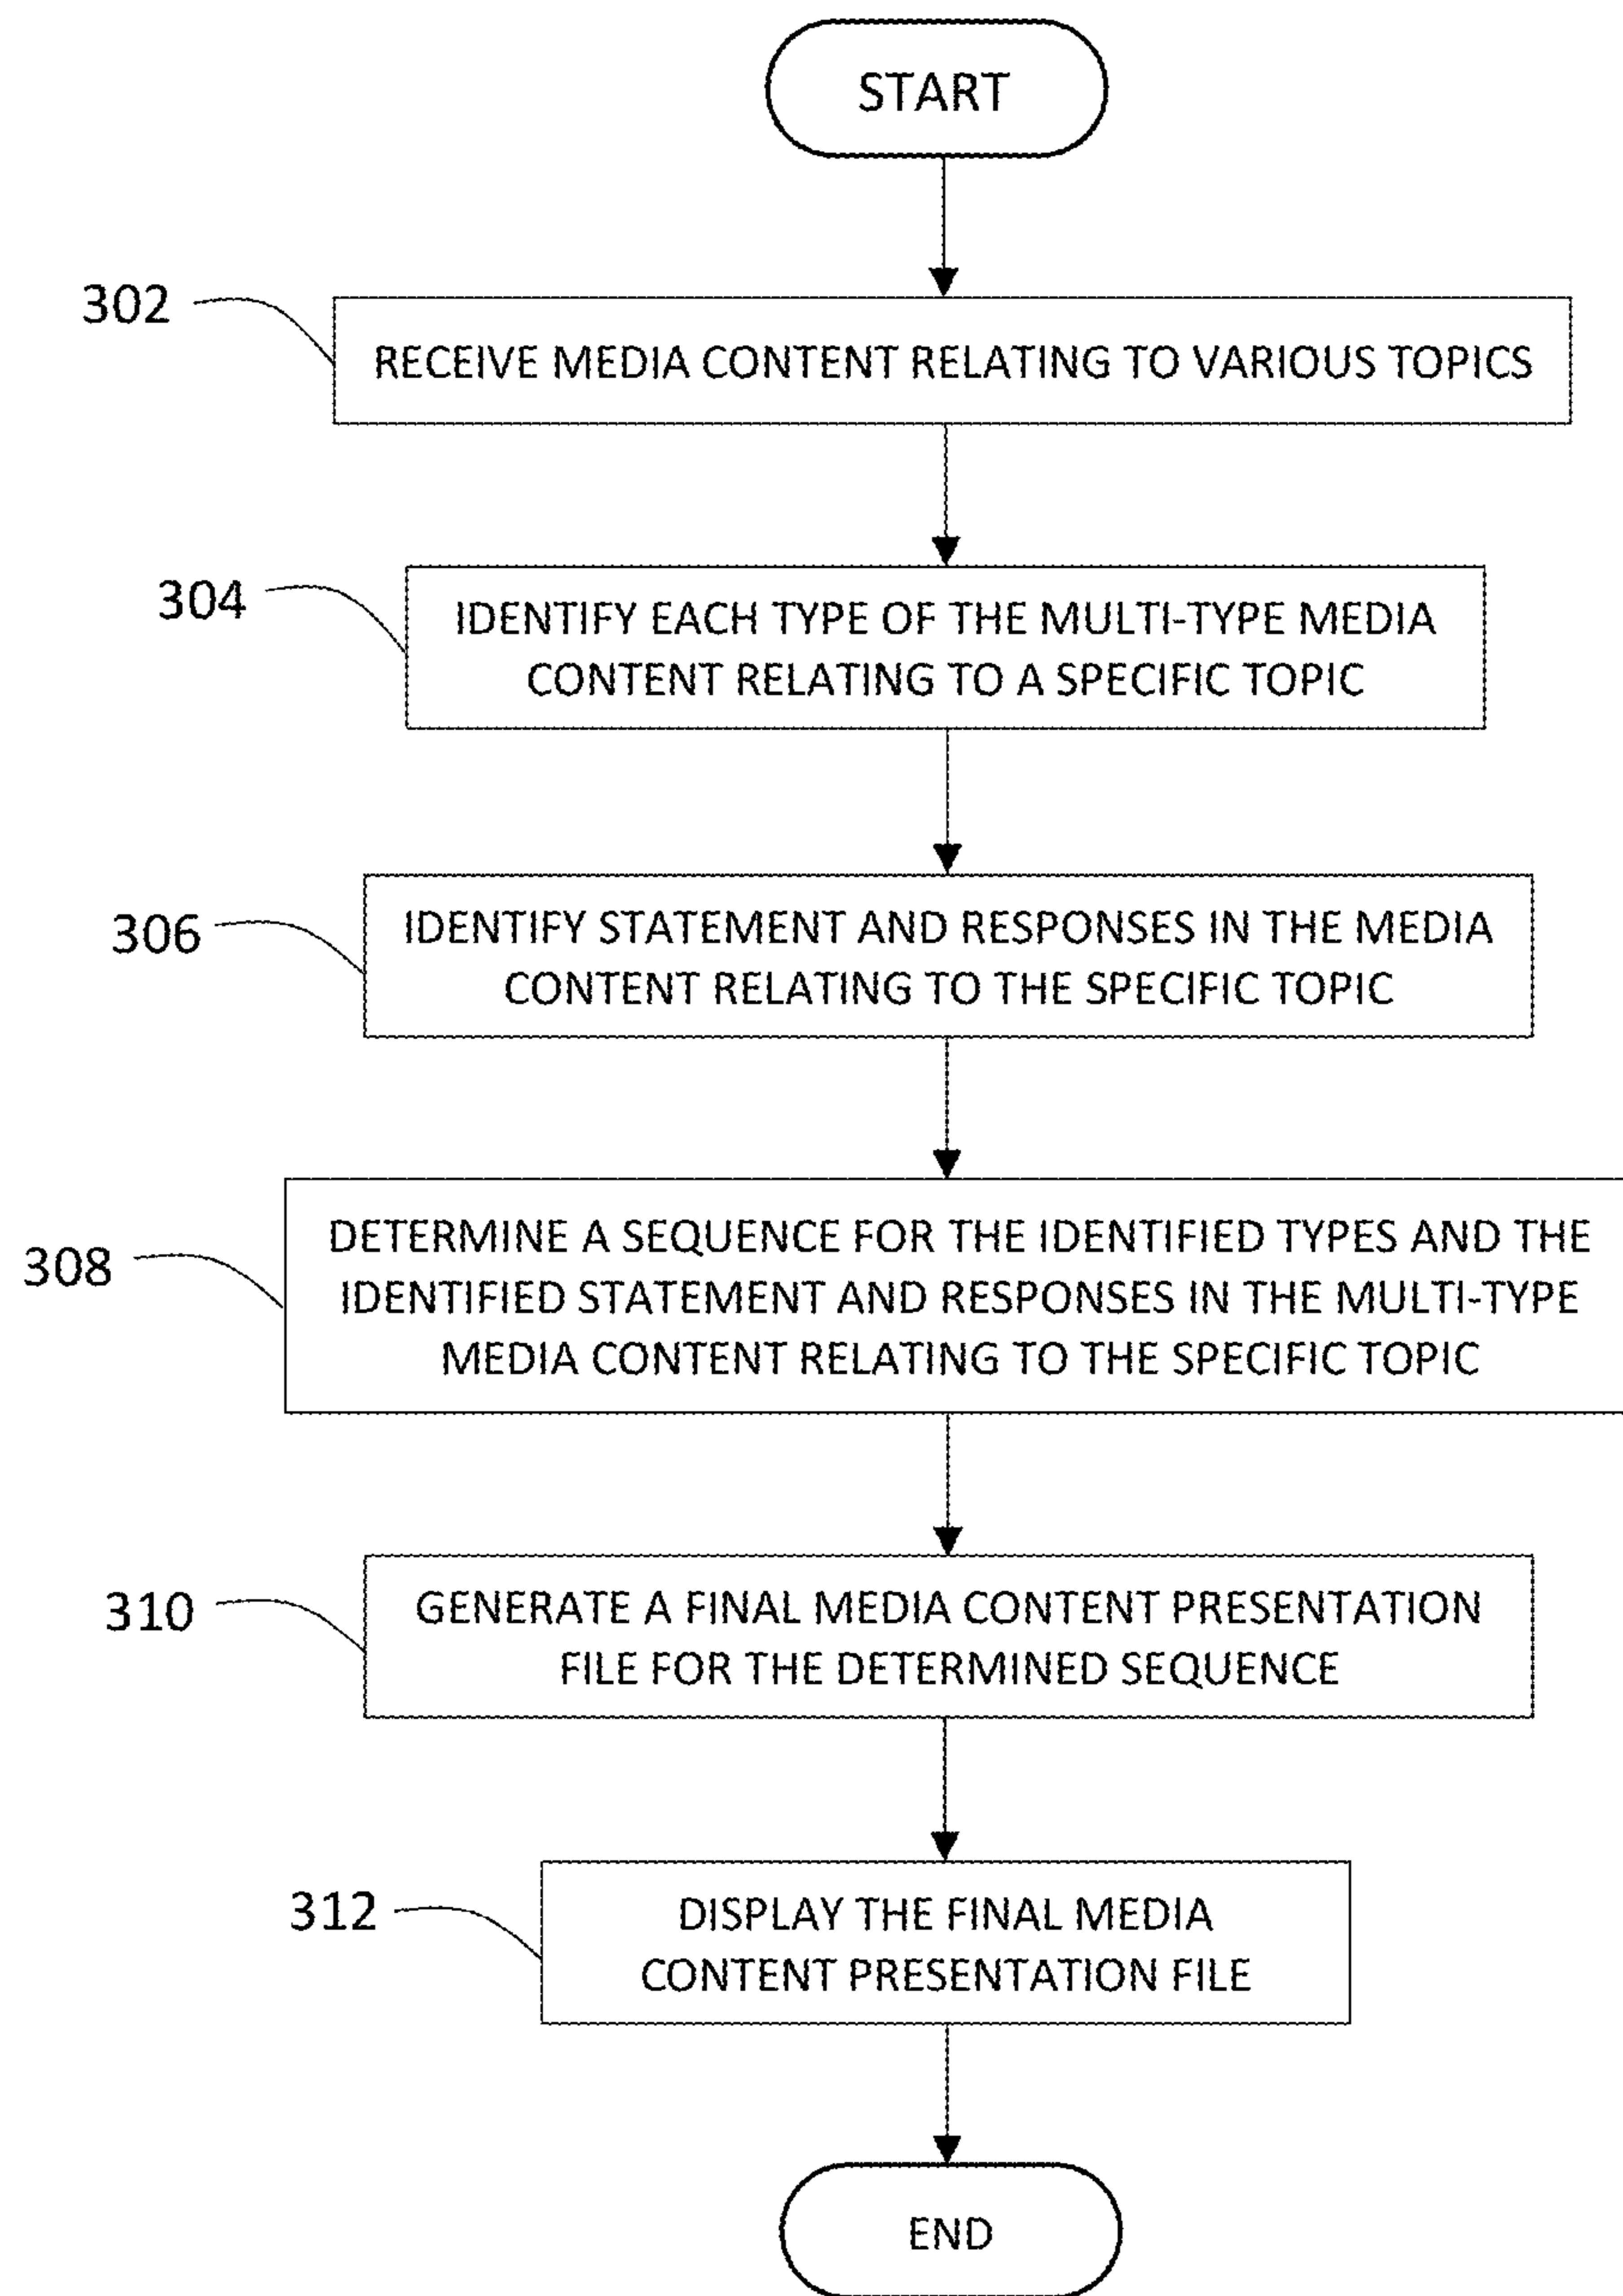 START
302
RECEIVE MEDIA CONTENT RELATING TO VARIOUS TOPICS
304
IDENTIFY EACH TYPE OF THE MULTI-TYPE MEDIA
CONTENT RELATING TO A SPECIFIC TOPIC
306
IDENTIFY STATEMENT AND RESPONSES IN THE MEDIA
CONTENT RELATING TO THE SPECIFIC TOPIC
308
DETERMINE A SEQUENCE FOR THE IDENTIFIED TYPES AND THE
IDENTIFIED STATEMENT AND RESPONSES IN THE MULTI-TYPE
MEDIA CONTENT RELATING TO THE SPECIFIC TOPIC
310
GENERATE A FINAL MEDIA CONTENT PRESENTATION
FILE FOR THE DETERMINED SEQUENCE
312
DISPLAY THE FINAL MEDIA
CONTENT PRESENTATION FILE
END